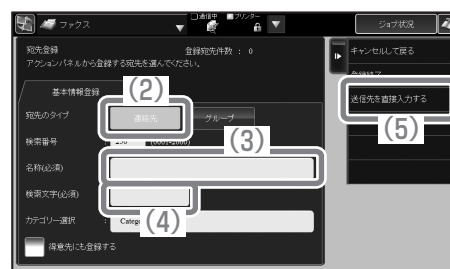 ファクス
通信中
プリンター
ジョブ状況
宛先登録
登録宛先件数 : 0
アクションパネルから登録する宛先を選んでください。
キャンセルして戻る
基本情報登録
(2)
送信先を直接入力する
宛先のタイプ
連絡先
グループ
(3)
(5)
検索番号
(0001-2000)
名称(必須)
検索文字(必須)
(4)
カテゴリー選択
:
得意先にも登録する